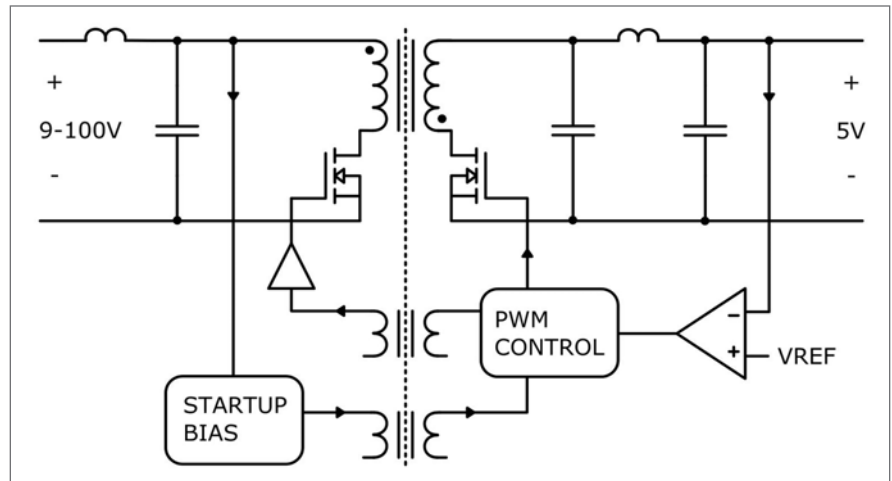 +
9-100V
-
+
5V
-
PWM
CONTROL
-
+
VREF
STARTUP
BIAS